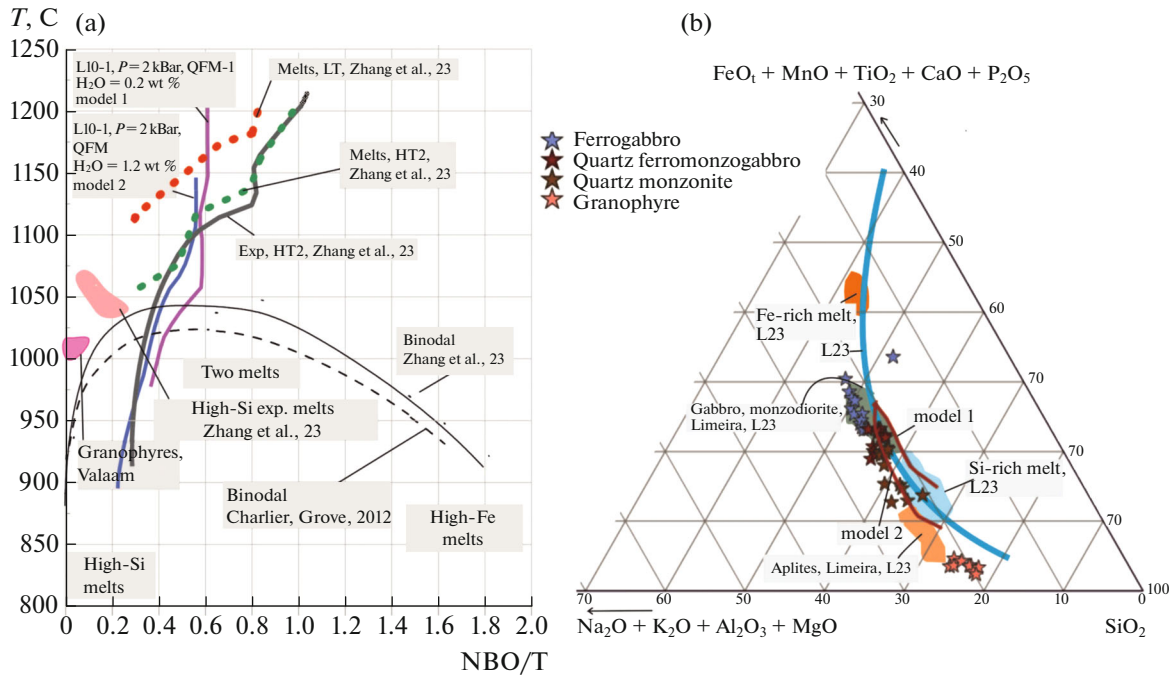 T, C
(a)
1250
1200
1150
1100
1050
1000
950
900
850
800
0
0.2
0.4
0.6
0.8
1.0
1.2
1.4
1.6
1.8
2.0
NBO/T
L10-1, P = 2 kBar, QFM-1
H₂O = 0.2 wt %
model 1
L10-1, P = 2 kBar,
QFM
H₂O = 1.2 wt %
model 2
Melts, LT, Zhang et al., 23
Melts, HT2,
Zhang et al., 23
Exp, HT2, Zhang et al., 23
Binodal
Zhang et al., 23
Two melts
High-Si exp. melts
Zhang et al., 23
Granophyres,
Valaam
Binodal
Charlier, Grove, 2012
High-Fe
melts
High-Si
melts
(b)
FeOₜ + MnO + TiO₂ + CaO + P₂O₅
Ferrogabbro
Quartz ferromonzogabbro
Quartz monzonite
Granophyre
30
40
50
60
70
70
70
100
Fe-rich melt,
L23
L23
Gabbro, monzodiorite,
Limeira, L23
model 1
Si-rich melt,
L23
model 2
Aplites, Limeira, L23
70
60
50
40
30
20
10
0
Na₂O + K₂O + Al₂O₃ + MgO
SiO₂